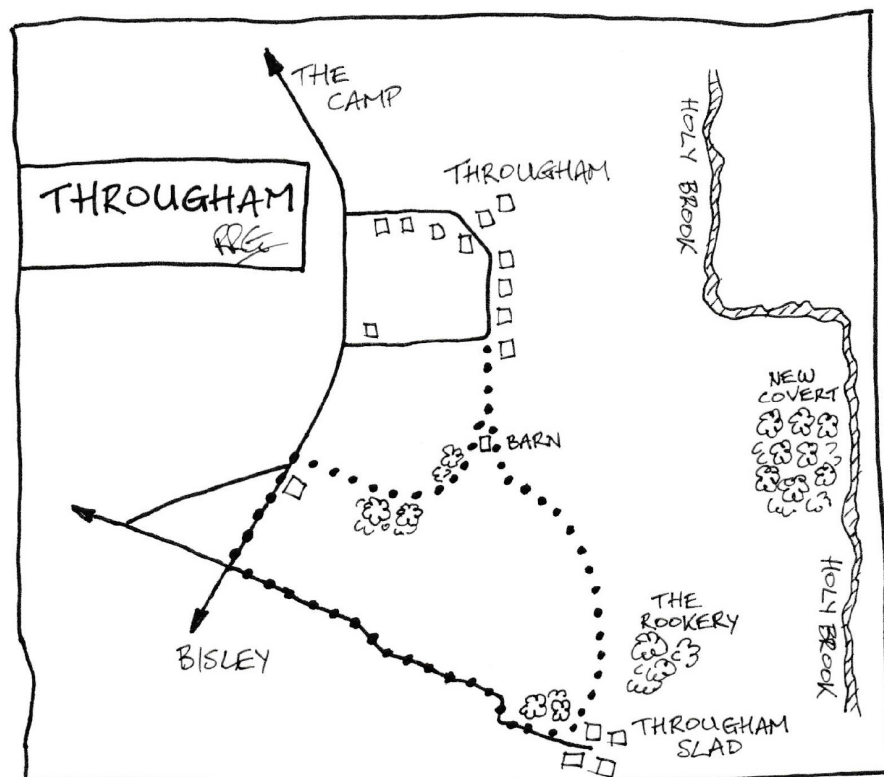 THE
CAMP
THROUGHAM
THROUGHAM
HOLY BROOK
NEW
COVERT
BARN
THE
ROOKERY
HOLY BROOK
BISLEY
THROUGHAM
SLAD